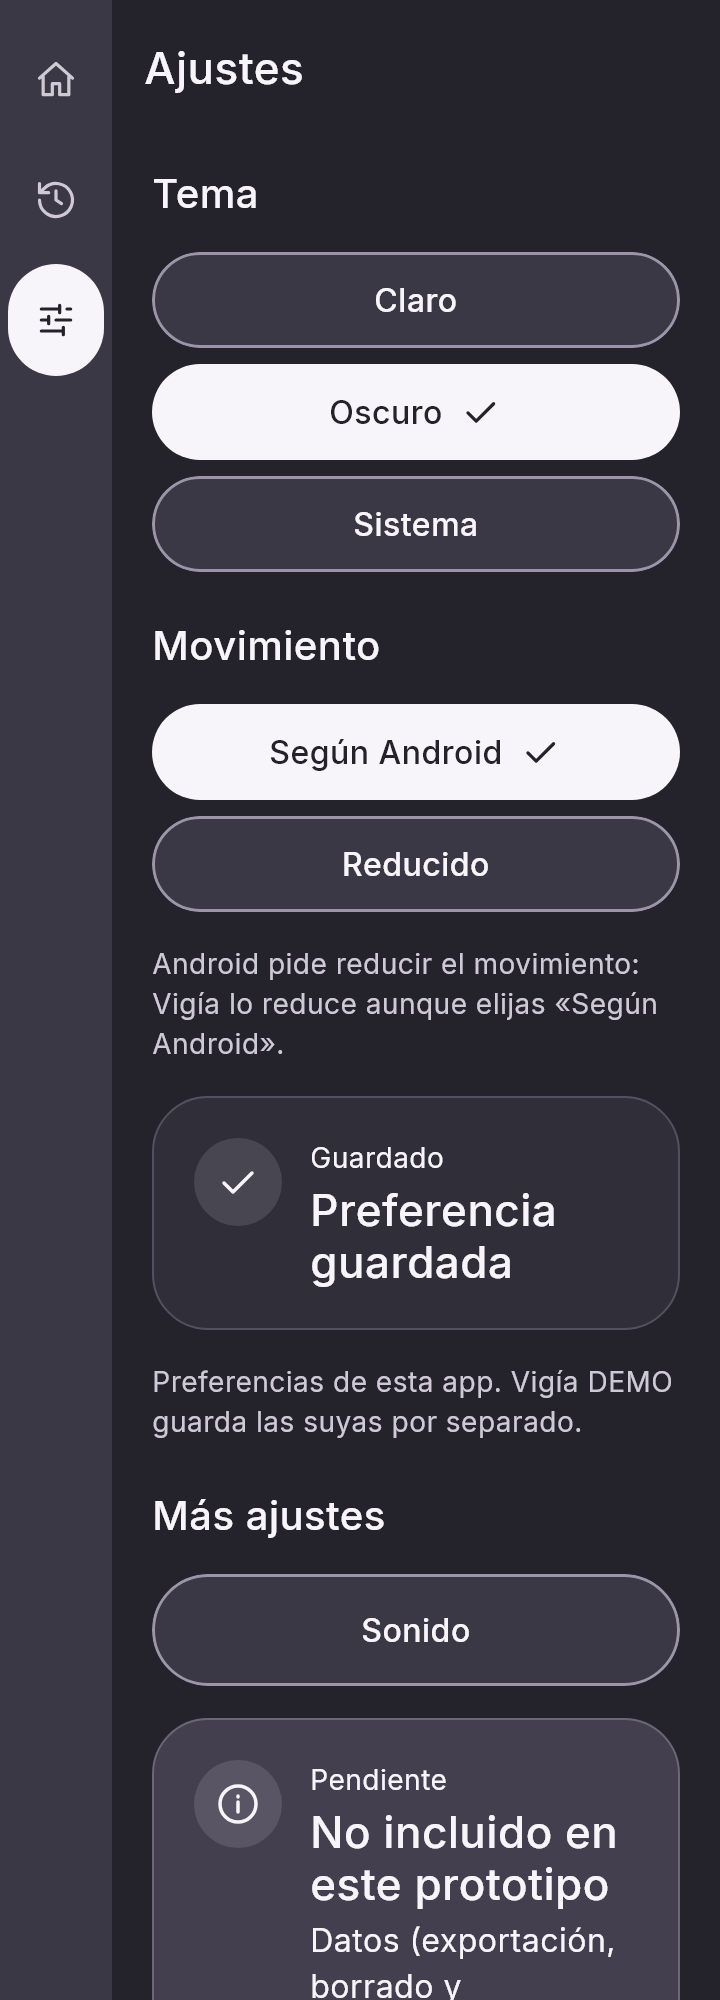 Ajustes
Tema
Claro
Oscuro
Sistema
Movimiento
Según Android
Reducido
Android pide reducir el movimiento:
Vigía lo reduce aunque elijas «Según
Android».
Guardado
Preferencia
guardada
Preferencias de esta app. Vigía DEMO
guarda las suyas por separado.
Más ajustes
Sonido
Pendiente
No incluido en
este prototipo
Datos (exportación,
borrado y